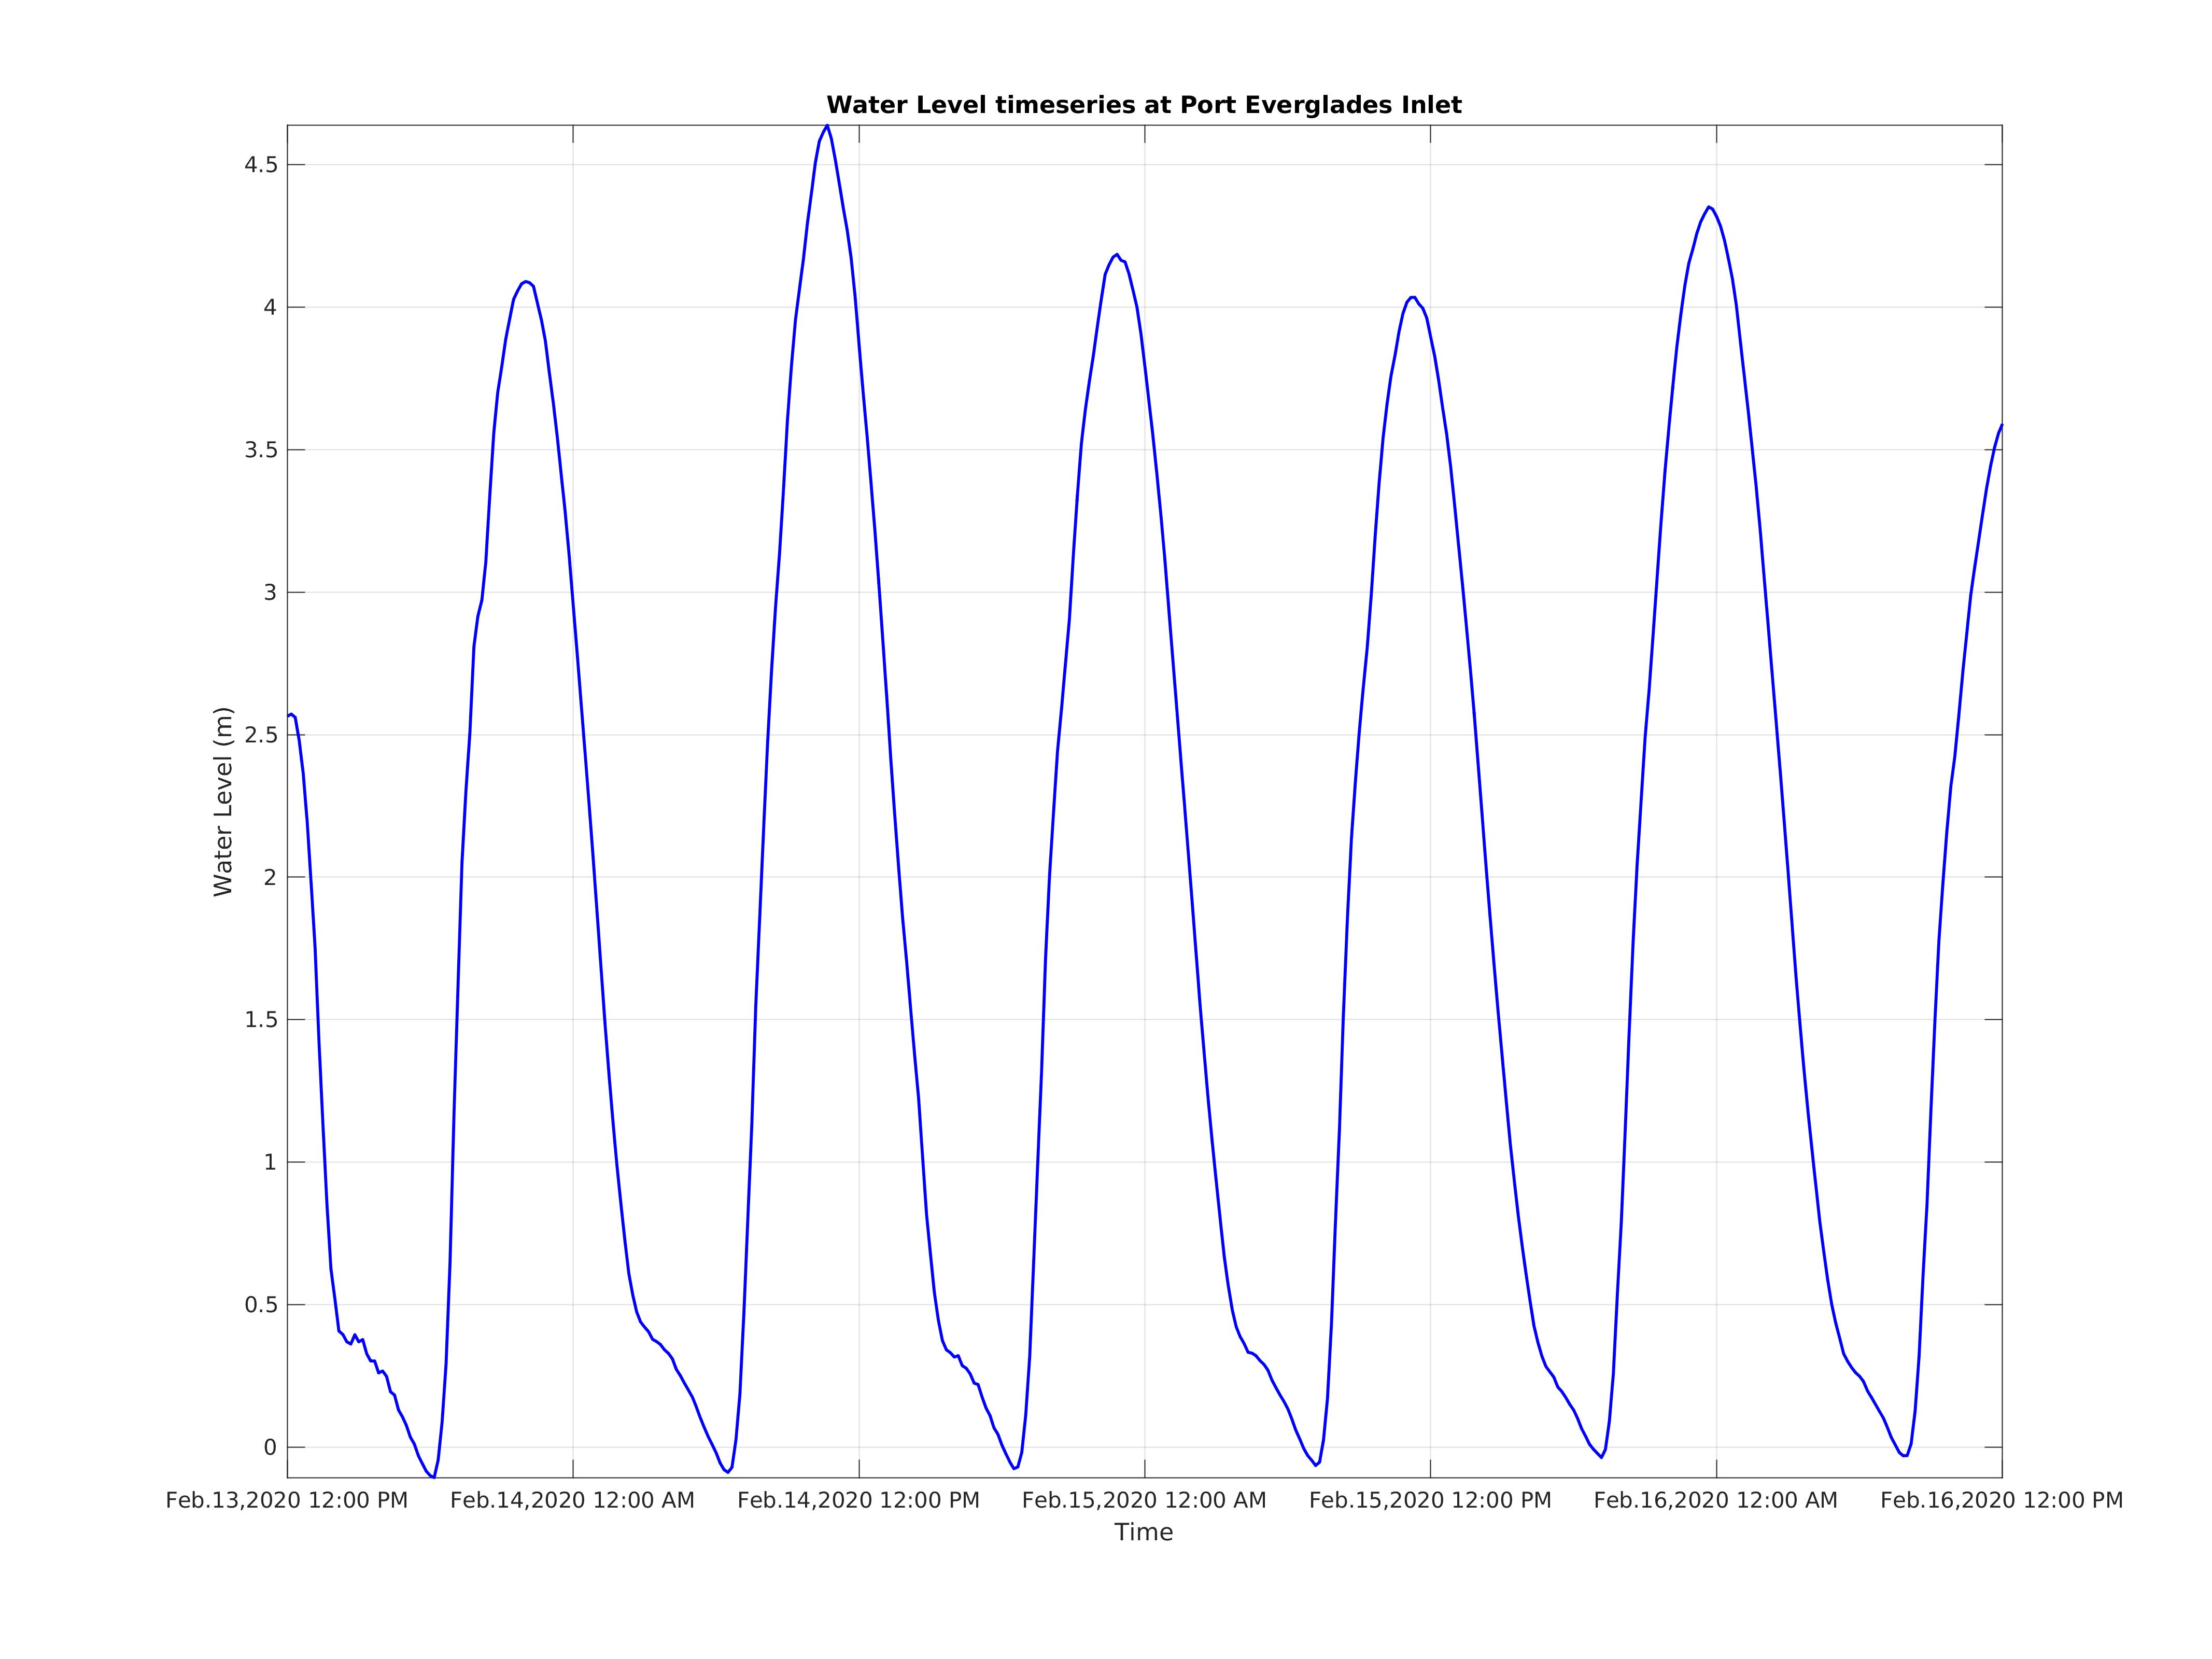 Water Level timeseries at Port Everglades Inlet
4.5
4
3.5
3
2.5
2
1.5
1
0.5
0
Water Level (m)
Feb.13,2020 12:00 PM
Feb.14,2020 12:00 AM
Feb.14,2020 12:00 PM
Feb.15,2020 12:00 AM
Feb.15,2020 12:00 PM
Feb.16,2020 12:00 AM
Feb.16,2020 12:00 PM
Time